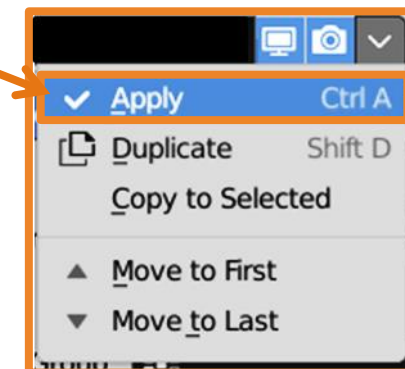 Apply Ctrl A
Duplicate Shift D
Copy to Selected
Move to First
Move to Last